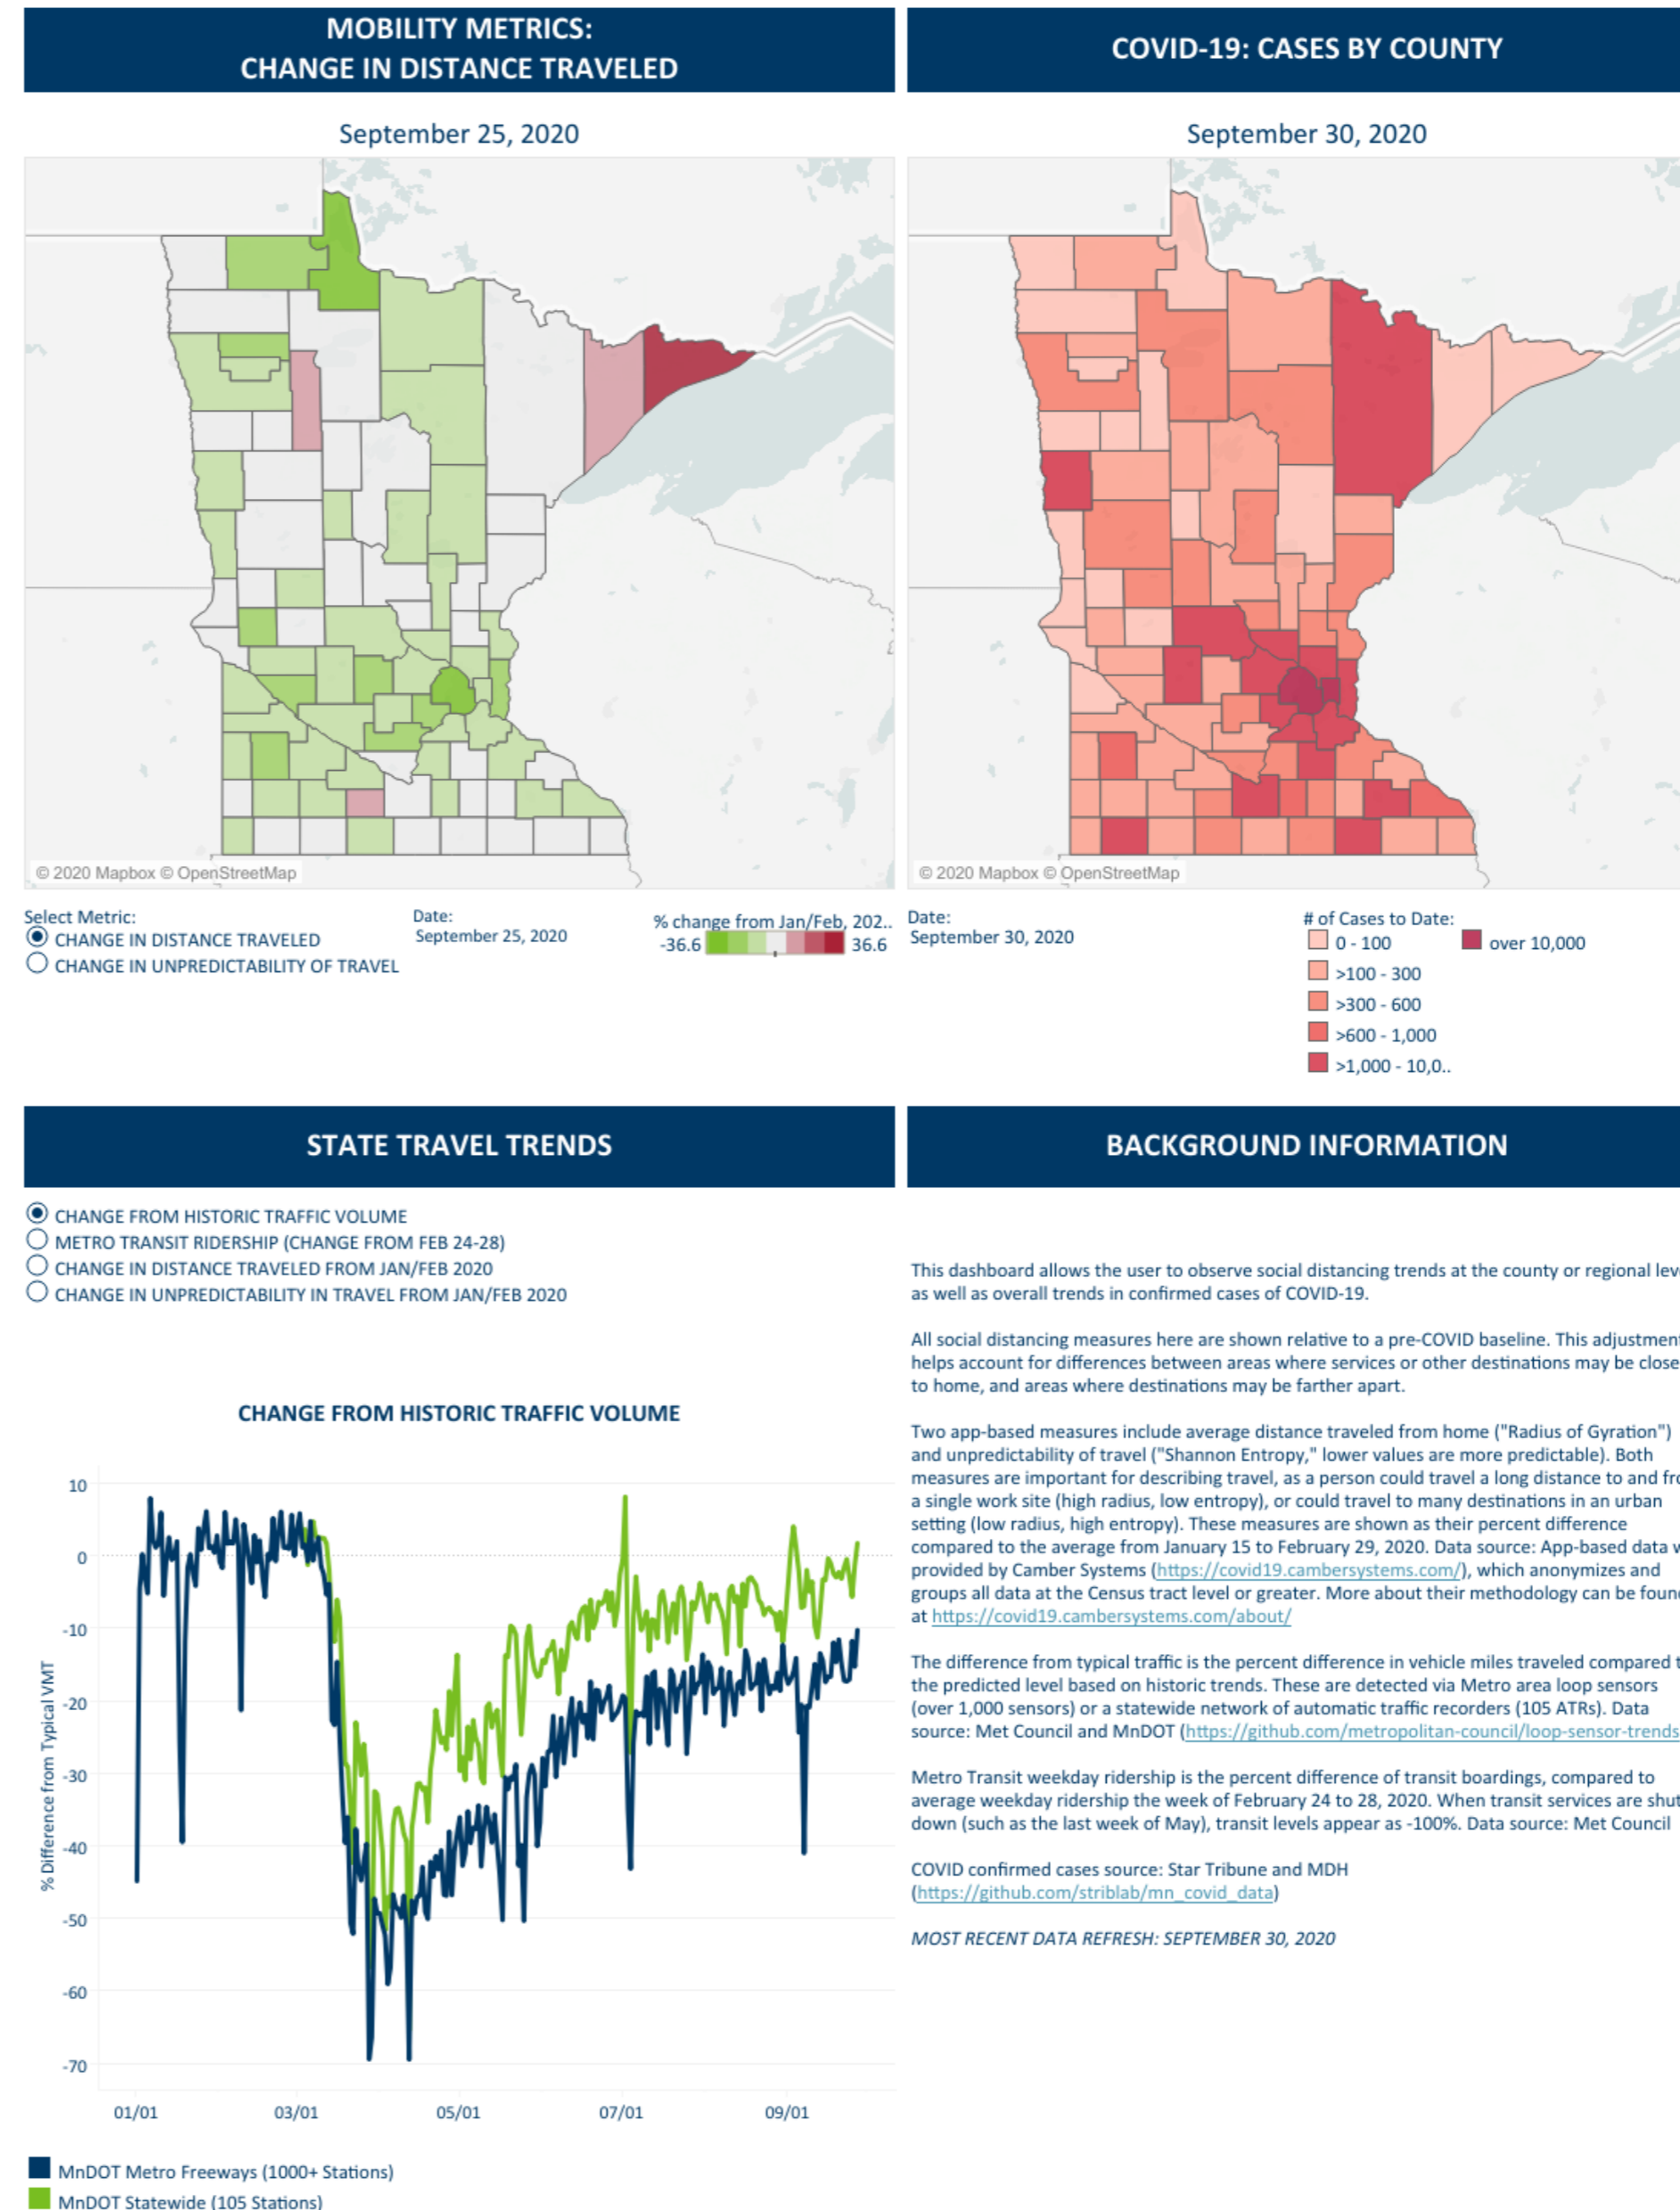 MOBILITY METRICS:
CHANGE IN DISTANCE TRAVELED
September 25, 2020
© 2020 Mapbox © OpenStreetMap
Select Metric:
CHANGE IN DISTANCE TRAVELED
CHANGE IN UNPREDICTABILITY OF TRAVEL
Date:
September 25, 2020
% change from Jan/Feb, 202..
-36.6 36.6
COVID-19: CASES BY COUNTY
September 30, 2020
© 2020 Mapbox © OpenStreetMap
Date:
September 30, 2020
# of Cases to Date:
0 - 100
>100 - 300
>300 - 600
>600 - 1,000
>1,000 - 10,0..
over 10,000
STATE TRAVEL TRENDS
CHANGE FROM HISTORIC TRAFFIC VOLUME
METRO TRANSIT RIDERSHIP (CHANGE FROM FEB 24-28)
CHANGE IN DISTANCE TRAVELED FROM JAN/FEB 2020
CHANGE IN UNPREDICTABILITY IN TRAVEL FROM JAN/FEB 2020
CHANGE FROM HISTORIC TRAFFIC VOLUME
% Difference from Typical VMT
10
0
-10
-20
-30
-40
-50
-60
-70
01/01 03/01 05/01 07/01 09/01
MnDOT Metro Freeways (1000+ Stations)
MnDOT Statewide (105 Stations)
BACKGROUND INFORMATION
This dashboard allows the user to observe social distancing trends at the county or regional leve
as well as overall trends in confirmed cases of COVID-19.
All social distancing measures here are shown relative to a pre-COVID baseline. This adjustment
helps account for differences between areas where services or other destinations may be close
to home, and areas where destinations may be farther apart.
Two app-based measures include average distance traveled from home ("Radius of Gyration")
and unpredictability of travel ("Shannon Entropy," lower values are more predictable). Both
measures are important for describing travel, as a person could travel a long distance to and fro
a single work site (high radius, low entropy), or could travel to many destinations in an urban
setting (low radius, high entropy). These measures are shown as their percent difference
compared to the average from January 15 to February 29, 2020. Data source: App-based data w
provided by Camber Systems (https://covid19.cambersystems.com/), which anonymizes and
groups all data at the Census tract level or greater. More about their methodology can be found
at https://covid19.cambersystems.com/about/
The difference from typical traffic is the percent difference in vehicle miles traveled compared t
the predicted level based on historic trends. These are detected via Metro area loop sensors
(over 1,000 sensors) or a statewide network of automatic traffic recorders (105 ATRs). Data
source: Met Council and MnDOT (https://github.com/metropolitan-council/loop-sensor-trends
Metro Transit weekday ridership is the percent difference of transit boardings, compared to
average weekday ridership the week of February 24 to 28, 2020. When transit services are shut
down (such as the last week of May), transit levels appear as -100%. Data source: Met Council
COVID confirmed cases source: Star Tribune and MDH
(https://github.com/striblab/mn_covid_data)
MOST RECENT DATA REFRESH: SEPTEMBER 30, 2020